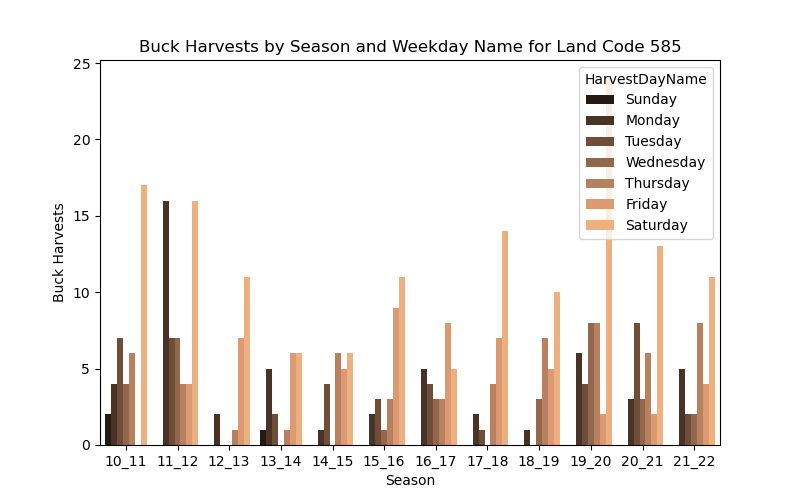 Buck Harvests by Season and Weekday Name for Land Code 585
25
20
15
10
5
0
Buck Harvests
HarvestDayName
Sunday
Monday
Tuesday
Wednesday
Thursday
Friday
Saturday
10_11 11_12 12_13 13_14 14_15 15_16 16_17 17_18 18_19 19_20 20_21 21_22
Season